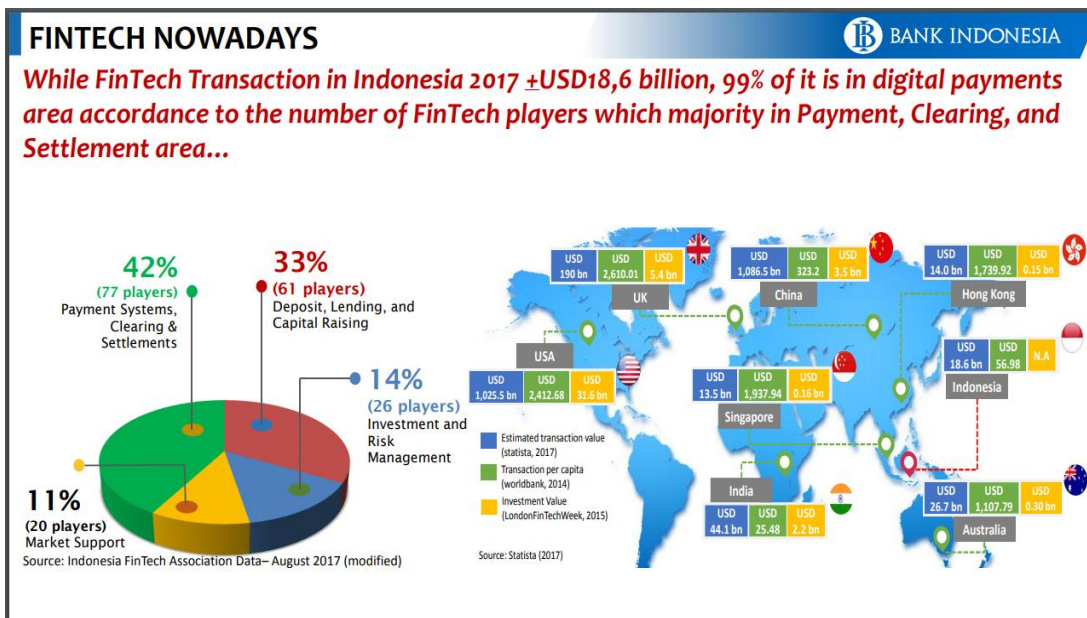 FINTECH NOWADAYS
BANK INDONESIA
While FinTech Transaction in Indonesia 2017 +USD18,6 billion, 99% of it is in digital payments
area accordance to the number of FinTech players which majority in Payment, Clearing, and
Settlement area...
42%
(77 players)
Payment Systems,
Clearing &
Settlements
33%
(61 players)
Deposit, Lending, and
Capital Raising
14%
(26 players)
Investment and
Risk
Management
11%
(20 players)
Market Support
Source: Indonesia FinTech Association Data– August 2017 (modified)
USD 190 bn
USD 2,610.01
USD 5.4 bn
UK
USD 1,086.5 bn
USD 323.2
USD 3.5 bn
China
USD 14.0 bn
USD 1,739.92
USD 0.15 bn
Hong Kong
USA
USD 1,025.5 bn
USD 2,412.68
USD 31.6 bn
USD 13.5 bn
USD 1,937.94
USD 0.16 bn
Singapore
USD 18.6 bn
USD 56.98
N.A
Indonesia
Estimated transaction value
(statista, 2017)
Transaction per capita
(worldbank, 2014)
Investment Value
(LondonFinTechWeek, 2015)
India
USD 44.1 bn
USD 25.48
USD 2.2 bn
USD 26.7 bn
USD 1,107.79
USD 0.30 bn
Australia
Source: Statista (2017)